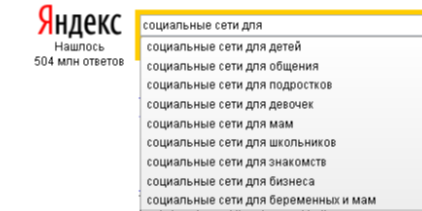 Яндекс
Нашлось
504 млн ответов
социальные сети для
социальные сети для детей
социальные сети для общения
социальные сети для подростков
социальные сети для девочек
социальные сети для мам
социальные сети для школьников
социальные сети для знакомств
социальные сети для бизнеса
социальные сети для беременных и мам